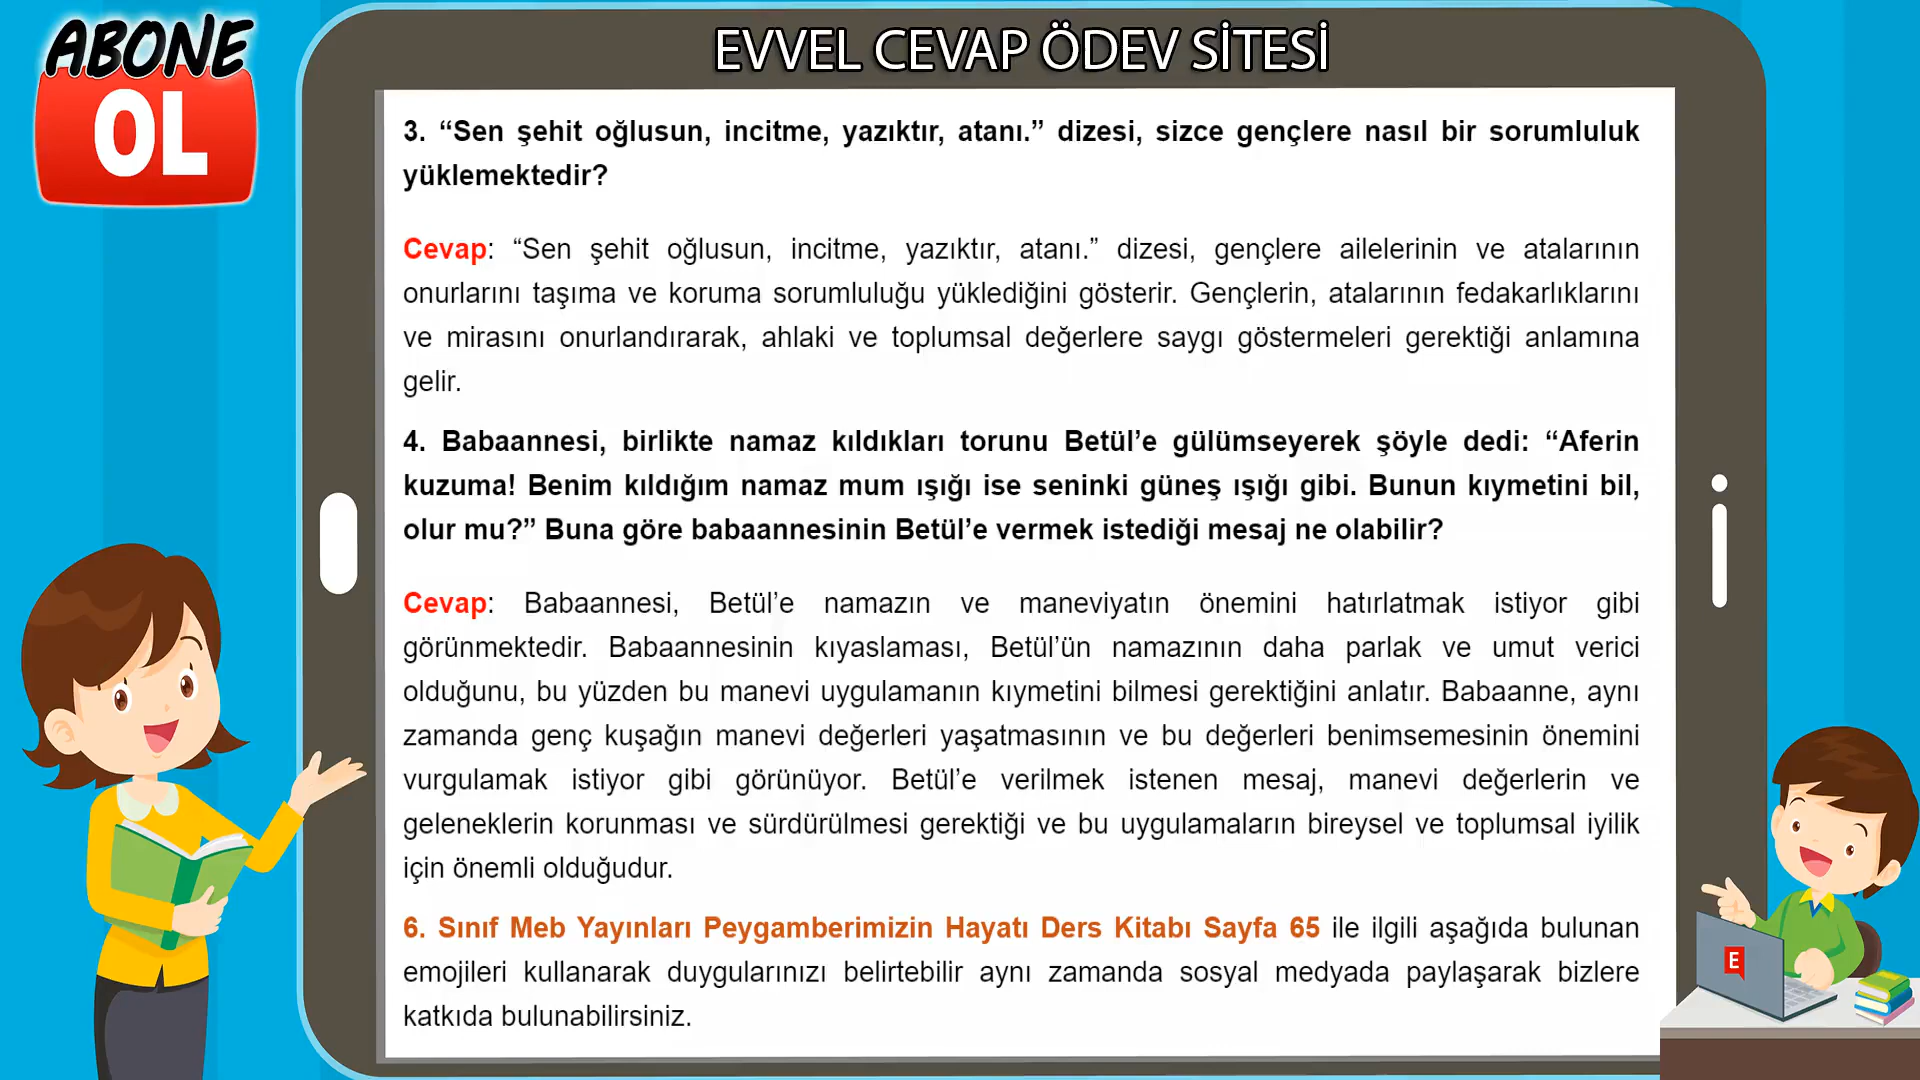 ABONE
OL
EVVEL CEVAP ÖDEV SİTESİ
3. “Sen şehit oğlusun, incitme, yazıktır, atanı.” dizesi, sizce gençlere nasıl bir sorumluluk
yüklemektedir?
Cevap: “Sen şehit oğlusun, incitme, yazıktır, atanı.” dizesi, gençlere ailelerinin ve atalarının
onurlarını taşıma ve koruma sorumluluğu yüklediğini gösterir. Gençlerin, atalarının fedakarlıklarını
ve mirasını onurlandırarak, ahlaki ve toplumsal değerlere saygı göstermeleri gerektiği anlamına
gelir.
4. Babaannesi, birlikte namaz kıldıkları torunu Betül’e gülümseyerek şöyle dedi: “Aferin
kuzuma! Benim kıldığım namaz mum ışığı ise seninki güneş ışığı gibi. Bunun kıymetini bil,
olur mu?” Buna göre babaannesinin Betül’e vermek istediği mesaj ne olabilir?
Cevap: Babaannesi, Betül’e namazın ve maneviyatın önemini hatırlatmak istiyor gibi
görünmektedir. Babaannesinin kıyaslaması, Betül’ün namazının daha parlak ve umut verici
olduğunu, bu yüzden bu manevi uygulamanın kıymetini bilmesi gerektiğini anlatır. Babaanne, aynı
zamanda genç kuşağın manevi değerleri yaşatmasının ve bu değerleri benimsemesinin önemini
vurgulamak istiyor gibi görünüyor. Betül’e verilmek istenen mesaj, manevi değerlerin ve
geleneklerin korunması ve sürdürülmesi gerektiği ve bu uygulamaların bireysel ve toplumsal iyilik
için önemli olduğudur.
6. Sınıf Meb Yayınları Peygamberimizin Hayatı Ders Kitabı Sayfa 65 ile ilgili aşağıda bulunan
emojileri kullanarak duygularınızı belirtebilir aynı zamanda sosyal medyada paylaşarak bizlere
katkıda bulunabilirsiniz.
E